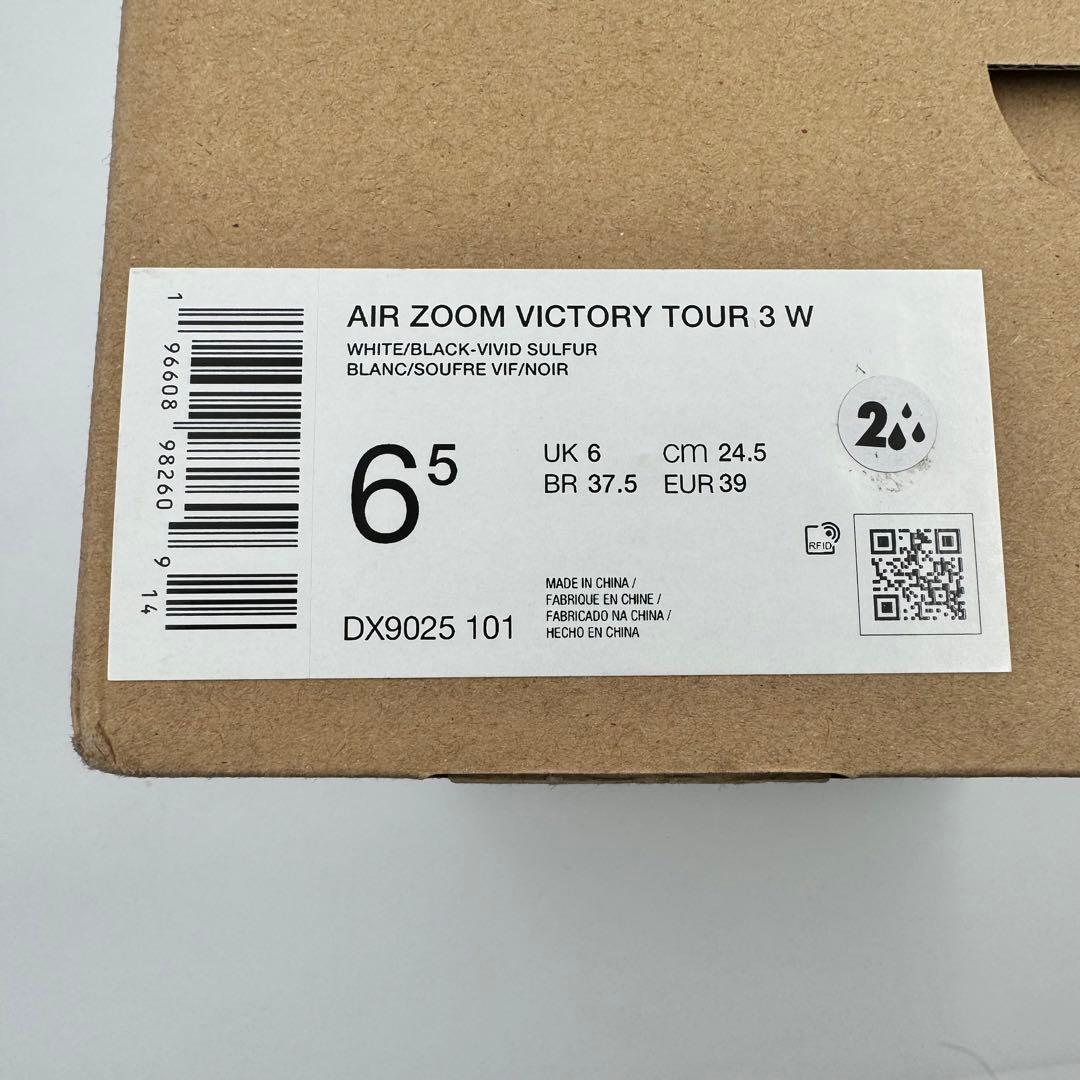 AIR ZOOM VICTORY TOUR 3 W
WHITE/BLACK-VIVID SULFUR
BLANC/SOUFRE VIF/NOIR
6⁵
UK 6 cm 24.5
BR 37.5 EUR 39
2
RFID
MADE IN CHINA /
FABRIQUE EN CHINE /
FABRICADO NA CHINA /
HECHO EN CHINA
DX9025 101
1 96608 98260 9 14